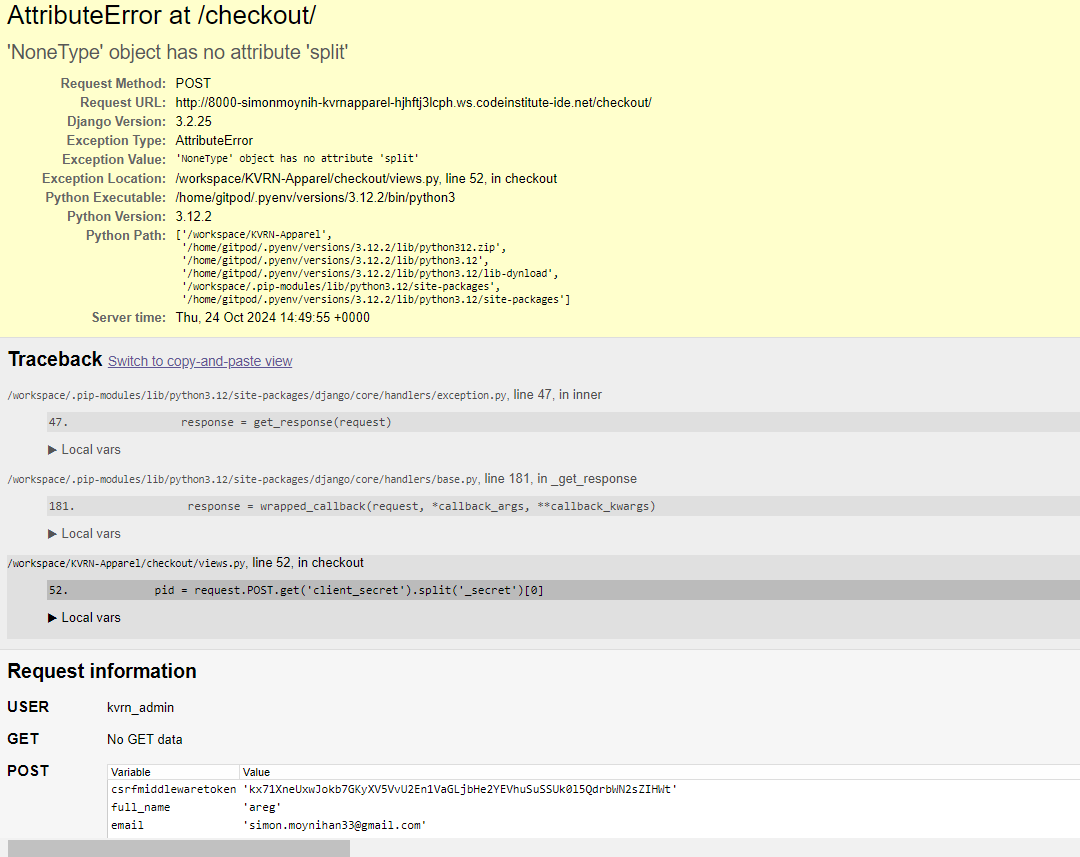 AttributeError at /checkout/
'NoneType' object has no attribute 'split'
Request Method: POST
Request URL: http://8000-simonmoynih-kvrnapparel-hjhftj3lcph.ws.codeinstitute-ide.net/checkout/
Django Version: 3.2.25
Exception Type: AttributeError
Exception Value: 'NoneType' object has no attribute 'split'
Exception Location: /workspace/KVRN-Apparel/checkout/views.py, line 52, in checkout
Python Executable: /home/gitpod/.pyenv/versions/3.12.2/bin/python3
Python Version: 3.12.2
Python Path: ['/workspace/KVRN-Apparel',
'/home/gitpod/.pyenv/versions/3.12.2/lib/python312.zip',
'/home/gitpod/.pyenv/versions/3.12.2/lib/python3.12',
'/home/gitpod/.pyenv/versions/3.12.2/lib/python3.12/lib-dynload',
'/workspace/.pip-modules/lib/python3.12/site-packages',
'/home/gitpod/.pyenv/versions/3.12.2/lib/python3.12/site-packages']
Server time: Thu, 24 Oct 2024 14:49:55 +0000
Traceback Switch to copy-and-paste view
/workspace/.pip-modules/lib/python3.12/site-packages/django/core/handlers/exception.py, line 47, in inner
47. response = get_response(request)
▶ Local vars
/workspace/.pip-modules/lib/python3.12/site-packages/django/core/handlers/base.py, line 181, in _get_response
181. response = wrapped_callback(request, *callback_args, **callback_kwargs)
▶ Local vars
/workspace/KVRN-Apparel/checkout/views.py, line 52, in checkout
52. pid = request.POST.get('client_secret').split('_secret')[0]
▶ Local vars
Request information
USER kvrn_admin
GET No GET data
POST Variable Value
csrfmiddlewaretoken 'kx71XneUxwJokb7GKyXV5VvU2En1VaGLjbHe2YEVhuSuSSUk0l5QdrbWN2sZIHWt'
full_name 'areg'
email 'simon.moynihan33@gmail.com'